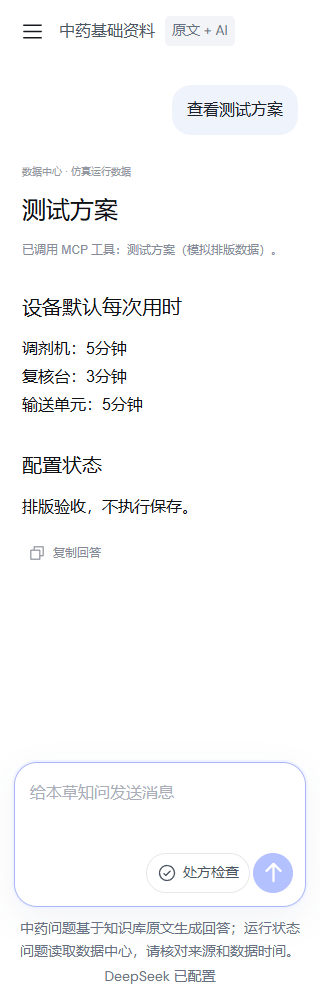 中药基础资料 原文 + AI
查看测试方案
数据中心 · 仿真运行数据
测试方案
已调用 MCP 工具：测试方案（模拟排版数据）。
设备默认每次用时
调剂机：5分钟
复核台：3分钟
输送单元：5分钟
配置状态
排版验收，不执行保存。
复制回答
给本草知问发送消息
处方检查
中药问题基于知识库原文生成回答；运行状态
问题读取数据中心，请核对来源和数据时间。
DeepSeek 已配置